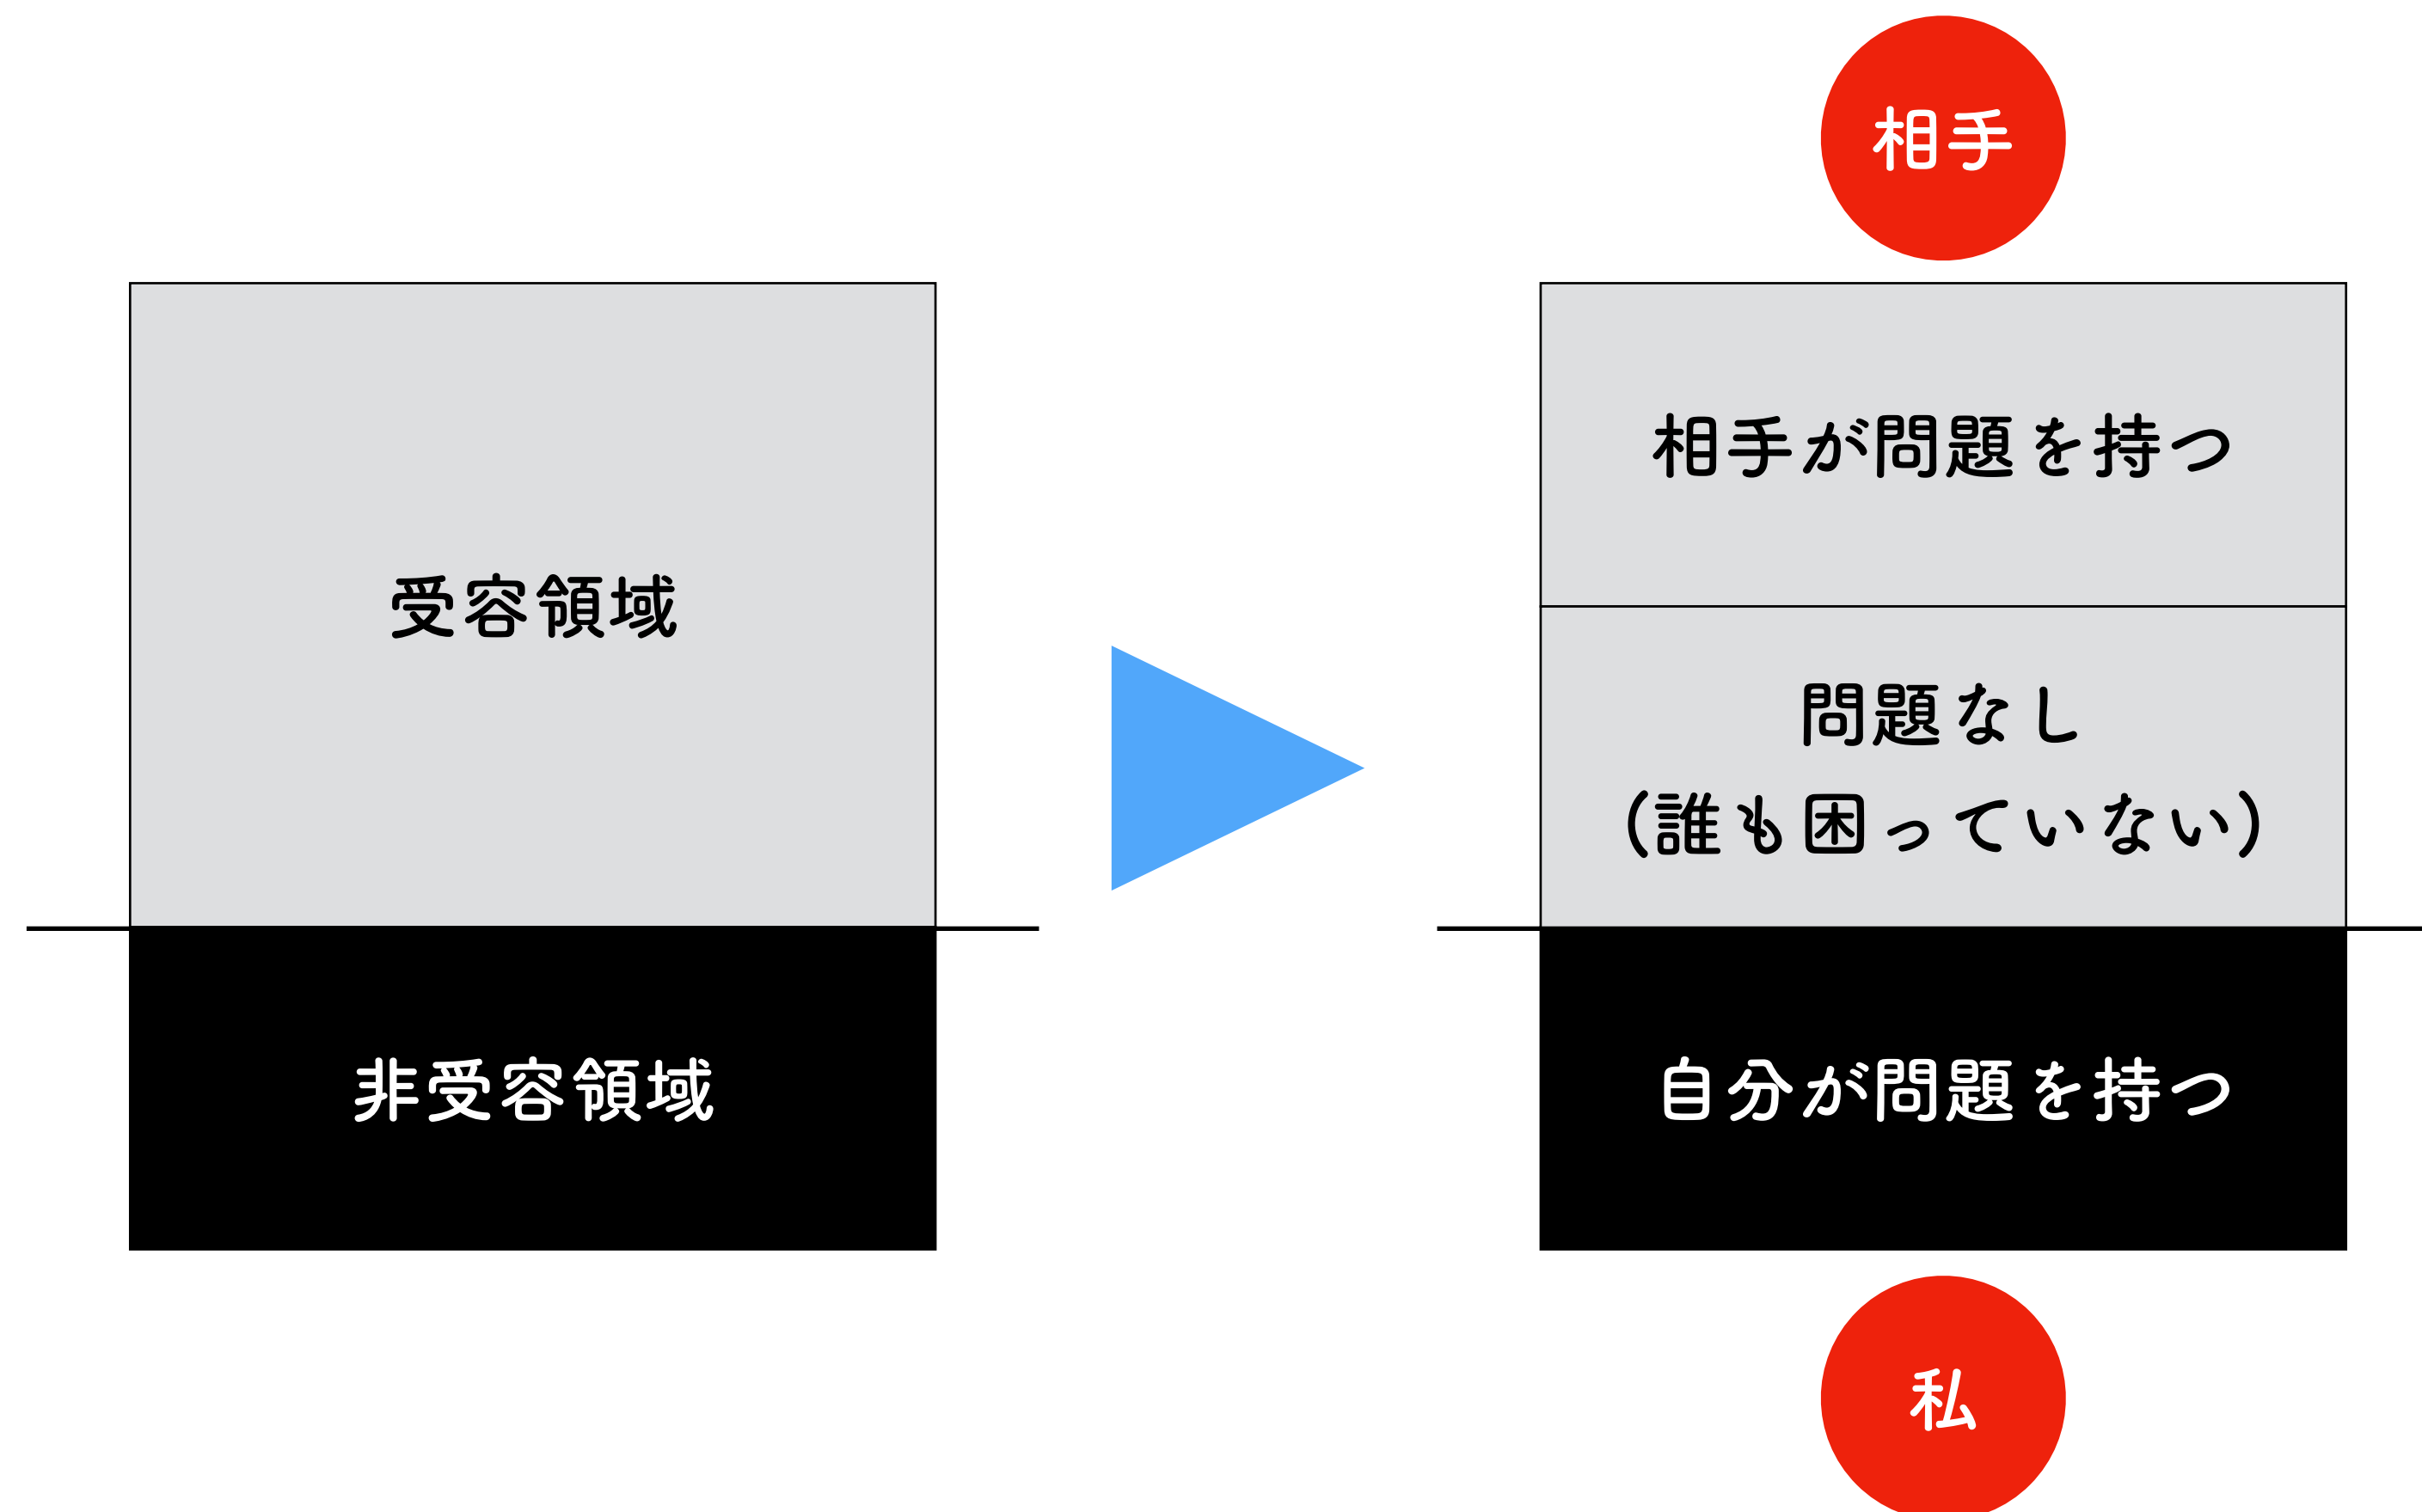 受容領域
非受容領域
相手
相手が問題を持つ
問題なし
(誰も困っていない)
自分が問題を持つ
私